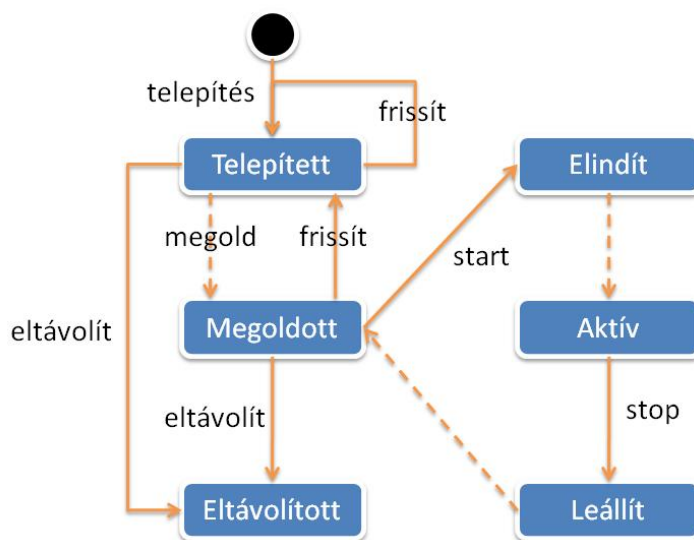 telepítés
frissít
Telepített
Elindít
megold
frissít
start
eltávolít
Megoldott
Aktív
eltávolít
stop
Eltávolított
Leállít